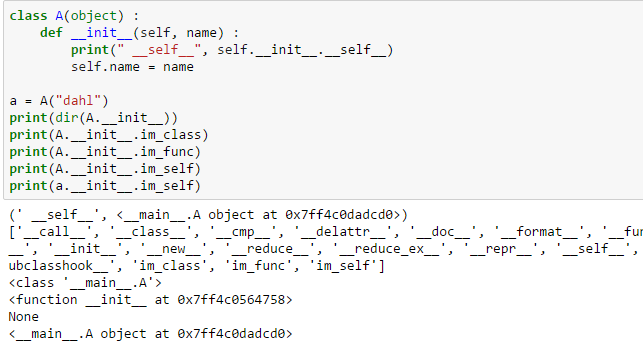 class A(object) :
    def __init__(self, name) :
        print(" __self__", self.__init__.__self__)
        self.name = name

a = A("dahl")
print(dir(A.__init__))
print(A.__init__.im_class)
print(A.__init__.im_func)
print(A.__init__.im_self)
print(a.__init__.im_self)
(' __self__', <__main__.A object at 0x7ff4c0dadcd0>)
['__call__', '__class__', '__cmp__', '__delattr__', '__doc__', '__format__', '__fun
__', '__init__', '__new__', '__reduce__', '__reduce_ex__', '__repr__', '__self__',
ubclasshook__', 'im_class', 'im_func', 'im_self']
<class '__main__.A'>
<function __init__ at 0x7ff4c0564758>
None
<__main__.A object at 0x7ff4c0dadcd0>